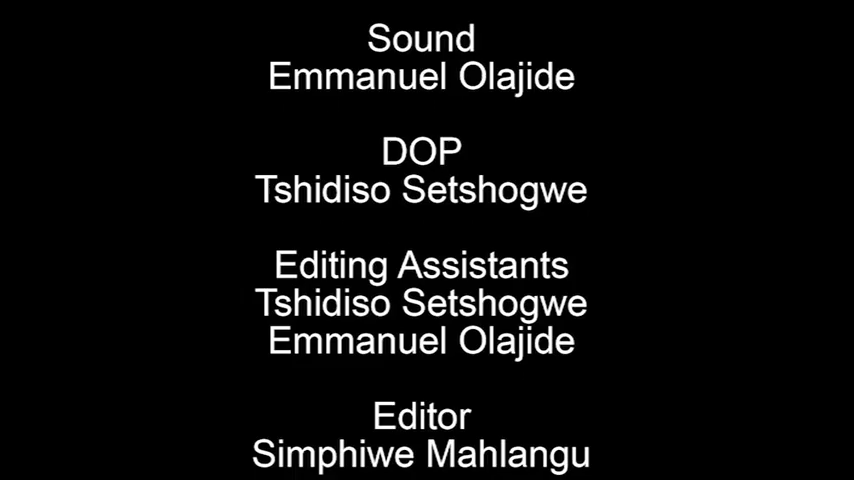 Sound
Emmanuel Olajide
DOP
Tshidiso Setshogwe
Editing Assistants
Tshidiso Setshogwe
Emmanuel Olajide
Editor
Simphiwe Mahlangu